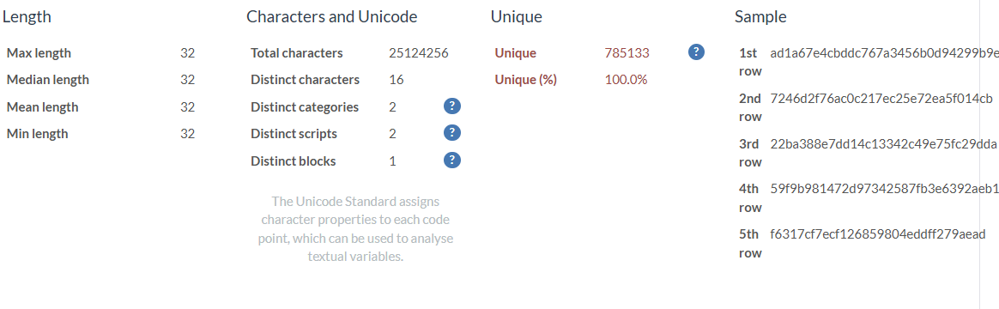 Length
Max length 32
Median length 32
Mean length 32
Min length 32
Characters and Unicode
Total characters 25124256
Distinct characters 16
Distinct categories 2 ?
Distinct scripts 2 ?
Distinct blocks 1 ?
The Unicode Standard assigns
character properties to each code
point, which can be used to analyse
textual variables.
Unique
Unique 785133 ?
Unique (%) 100.0%
Sample
1st row ad1a67e4cbddc767a3456b0d94299b9e
2nd row 7246d2f76ac0c217ec25e72ea5f014cb
3rd row 22ba388e7dd14c13342c49e75fc29dda
4th row 59f9b981472d97342587fb3e6392aeb1
5th row f6317cf7ecf126859804eddff279aead